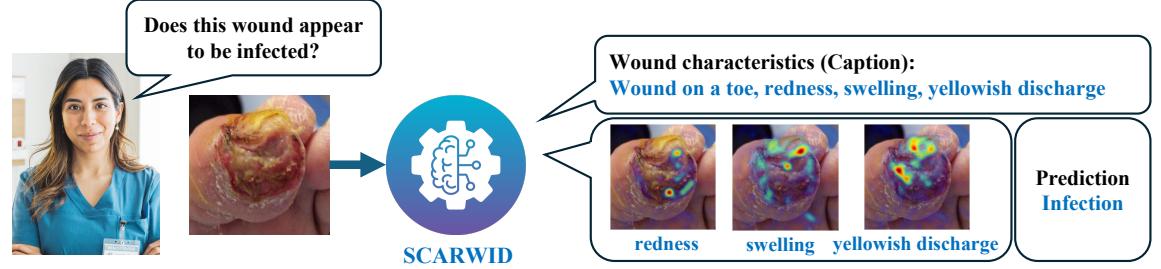 Does this wound appear
to be infected?
SCARWID
Wound characteristics (Caption):
Wound on a toe, redness, swelling, yellowish discharge
redness
swelling
yellowish discharge
Prediction
Infection